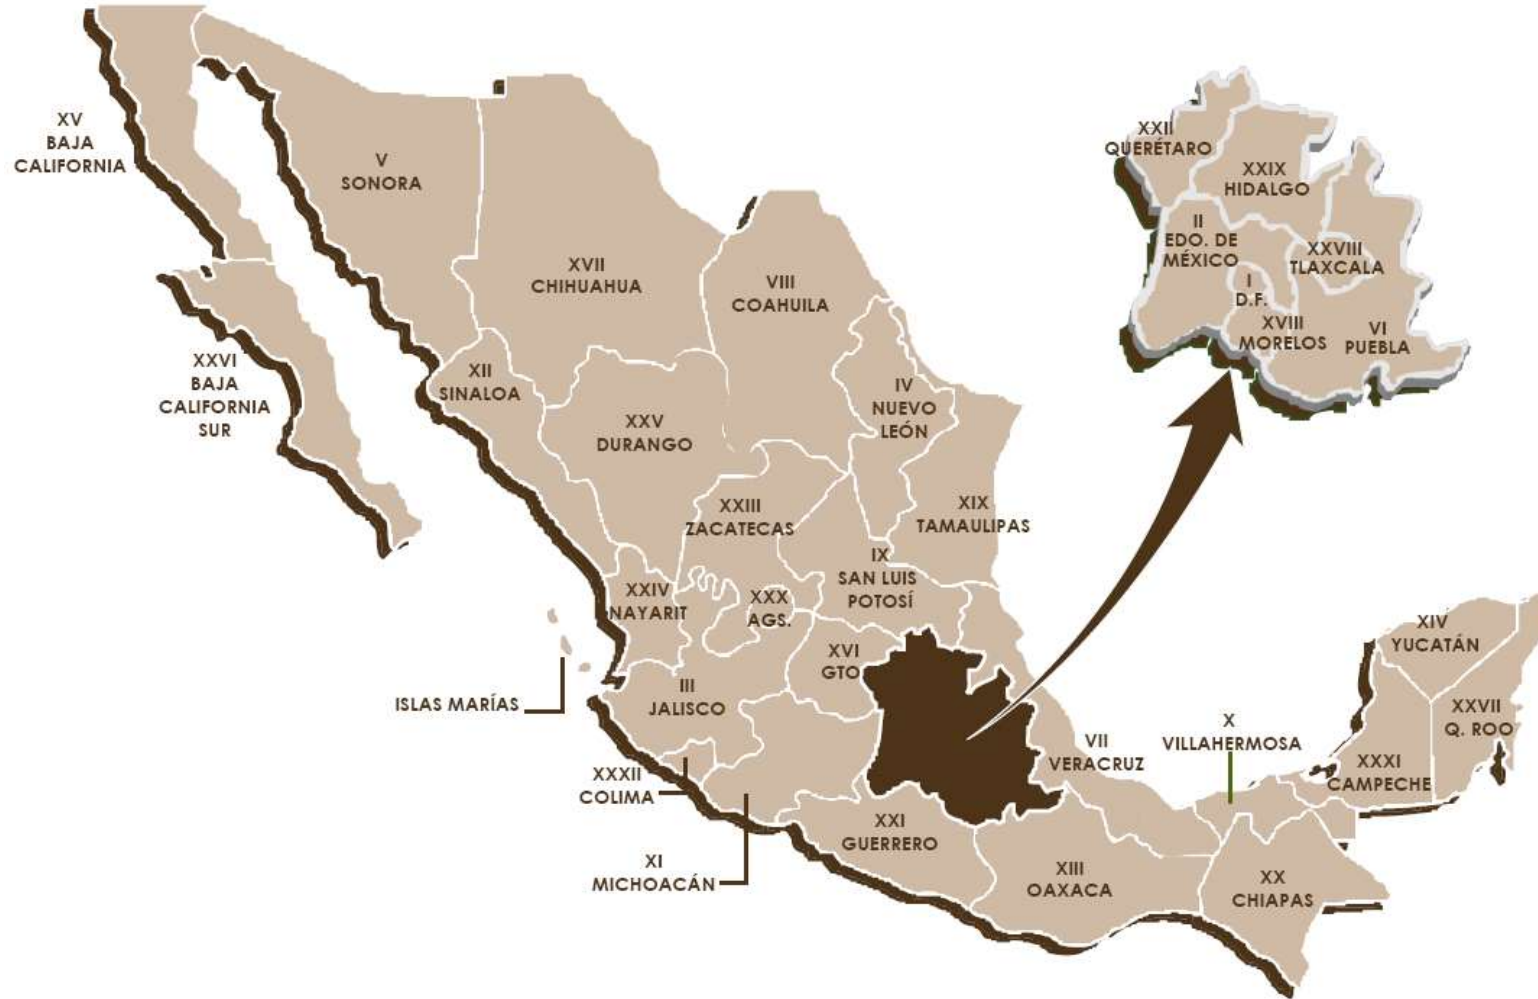 XV
BAJA
CALIFORNIA
V
SONORA
XVII
CHIHUAHUA
VIII
COAHUILA
XXVI
BAJA
CALIFORNIA
SUR
XII
SINALOA
XXV
DURANGO
IV
NUEVO
LEÓN
XXIII
ZACATECAS
XIX
TAMAULIPAS
IX
SAN LUIS
POTOSÍ
XXIV
NAYARIT
XXX
AGS.
XVI
GTO
ISLAS MARÍAS
III
JALISCO
XXXII
COLIMA
XI
MICHOACÁN
XXI
GUERRERO
VII
VERACRUZ
XIII
OAXACA
X
VILLAHERMOSA
XX
CHIAPAS
XIV
YUCATÁN
XXVII
Q. ROO
XXXI
CAMPECHE
XXII
QUERÉTARO
XXIX
HIDALGO
II
EDO. DE
MÉXICO
XXVIII
TLAXCALA
I
D.F.
XVIII
MORELOS
VI
PUEBLA